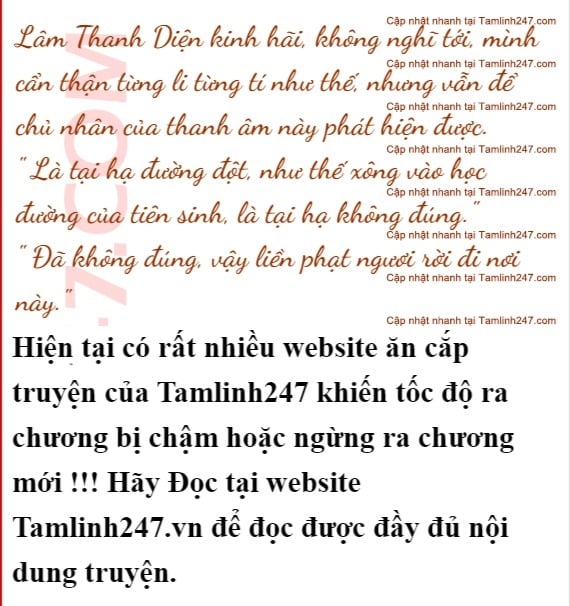 Cập nhật nhanh tại Tamlinh247.com
Lâm Thanh Diện kinh hãi, không nghĩ tới, mình
Cập nhật nhanh tại Tamlinh247.com
cẩn thận từng li từng tí như thế, nhưng vẫn để
Cập nhật nhanh tại Tamlinh247.com
chủ nhân của thanh âm này phát hiện được.
Cập nhật nhanh tại Tamlinh247.com
" Là tại hạ đường đột, như thế xông vào học
Cập nhật nhanh tại Tamlinh247.com
đường của tiên sinh, là tại hạ không đúng."
Cập nhật nhanh tại Tamlinh247.com
" Đã không đúng, vậy liền phạt ngươi rời đi nơi
Cập nhật nhanh tại Tamlinh247.com
này."
Cập nhật nhanh tại Tamlinh247.com
7.COM
Hiện tại có rất nhiều website ăn cắp
truyện của Tamlinh247 khiến tốc độ ra
chương bị chậm hoặc ngừng ra chương
mới !!! Hãy Đọc tại website
Tamlinh247.vn để đọc được đầy đủ nội
dung truyện.